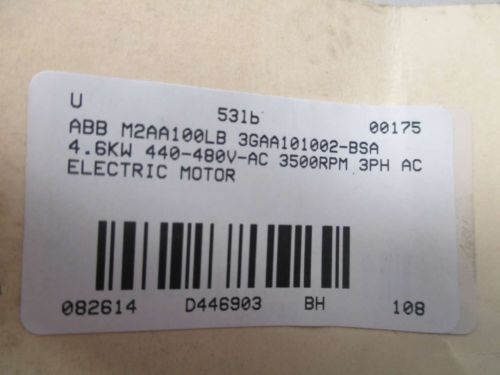 U 53lb 00175
ABB M2AA100LB 3GAA101002-BSA
4.6KW 440-480V-AC 3500RPM 3PH AC
ELECTRIC MOTOR
082614 D446903 BH 108